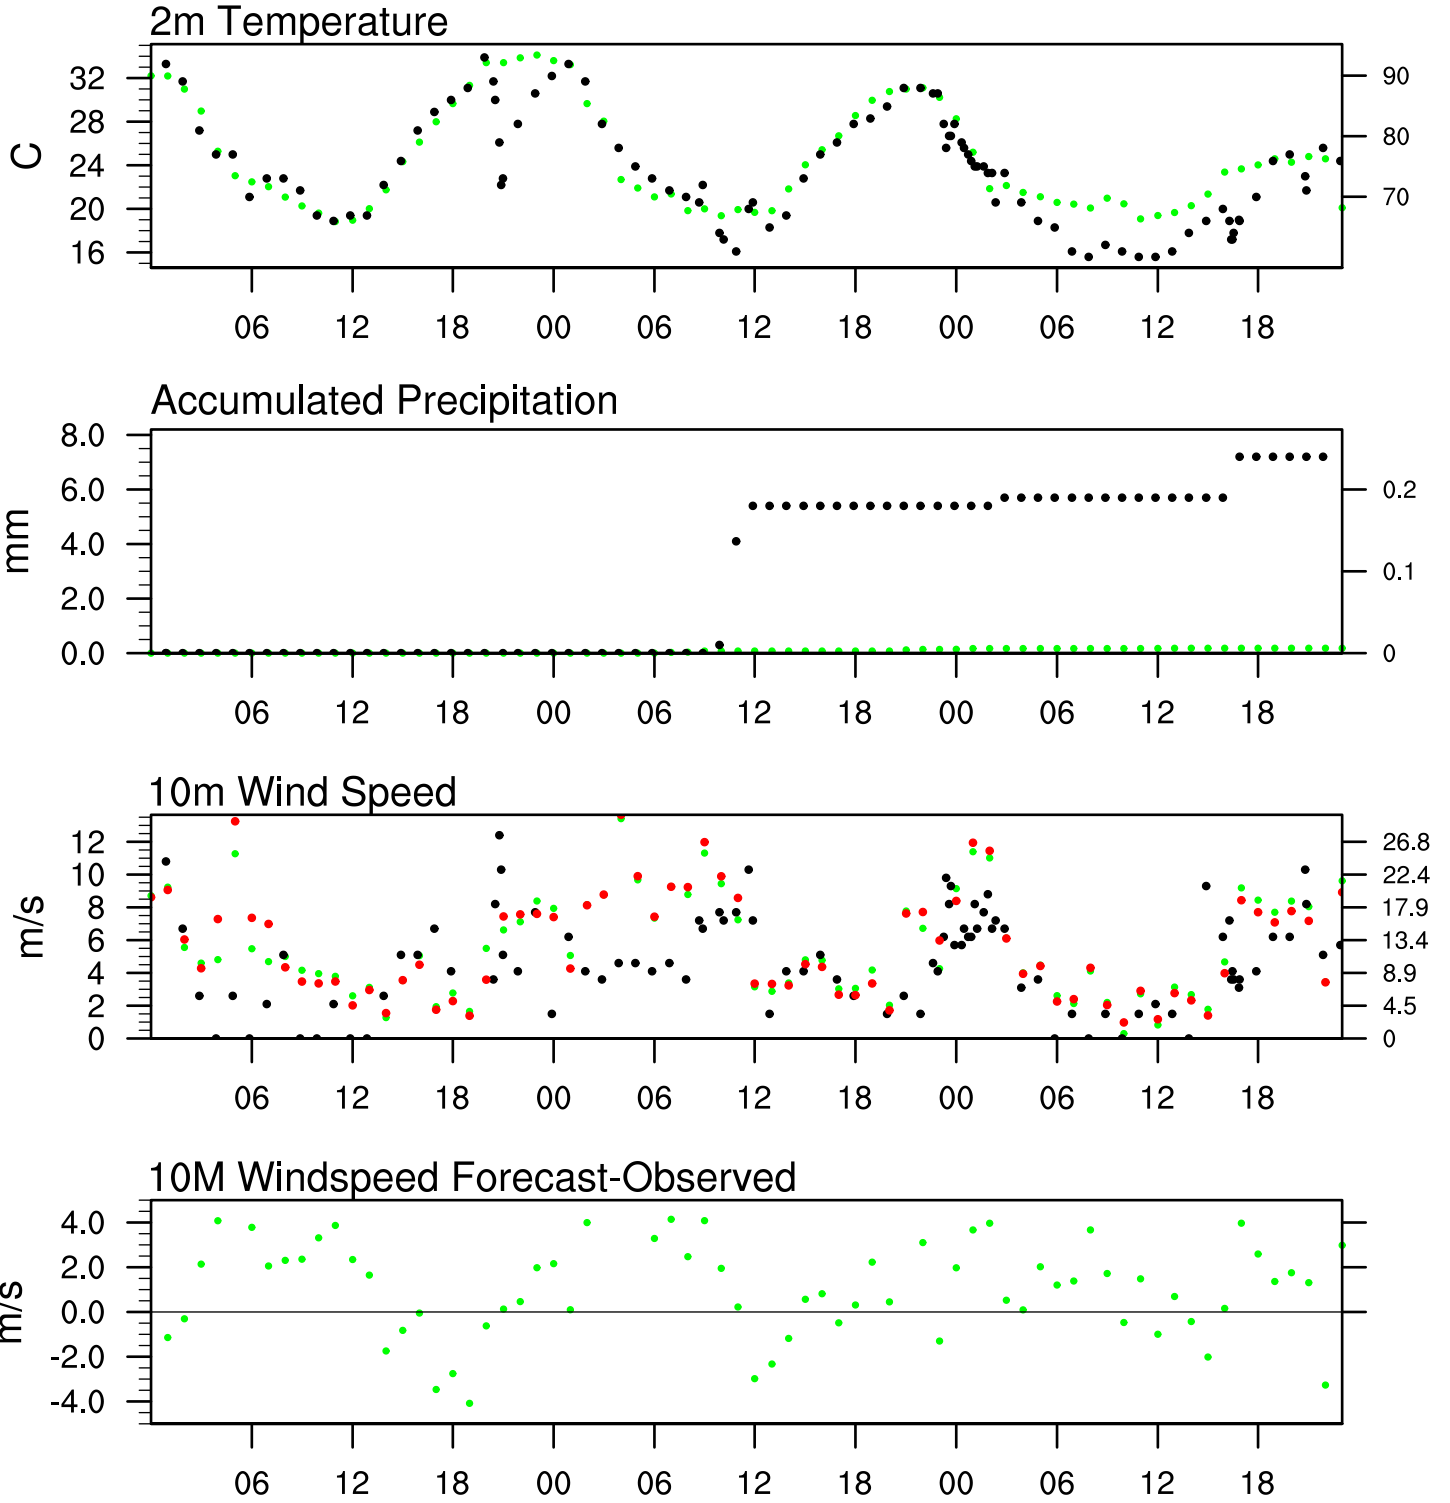 2m Temperature
C
32
28
24
20
16
90
80
70
06 12 18 00 06 12 18 00 06 12 18
Accumulated Precipitation
mm
8.0
6.0
4.0
2.0
0.0
0.2
0.1
0
06 12 18 00 06 12 18 00 06 12 18
10m Wind Speed
m/s
12
10
8
6
4
2
0
26.8
22.4
17.9
13.4
8.9
4.5
0
06 12 18 00 06 12 18 00 06 12 18
10M Windspeed Forecast-Observed
m/s
4.0
2.0
0.0
-2.0
-4.0
06 12 18 00 06 12 18 00 06 12 18